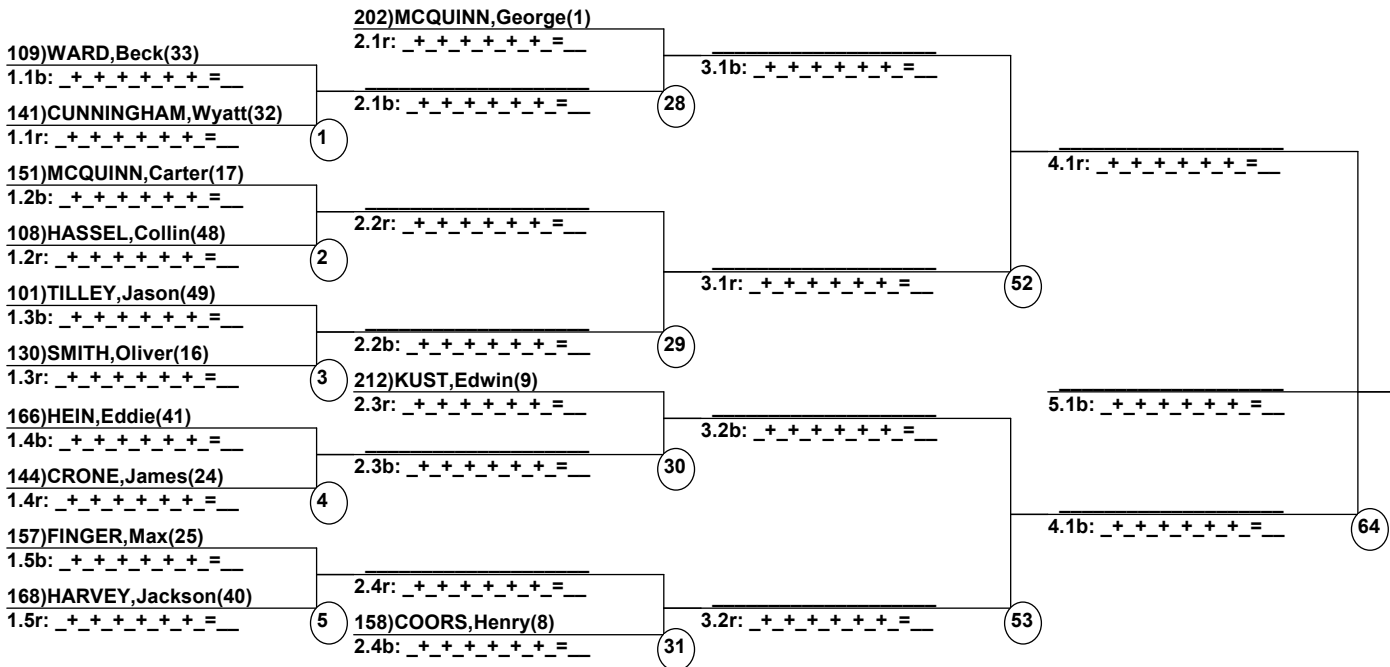 109)WARD,Beck(33)
1.1b: _+_+_+_+_+_=__
141)CUNNINGHAM,Wyatt(32)
1.1r: _+_+_+_+_+_=__
1
151)MCQUINN,Carter(17)
1.2b: _+_+_+_+_+_=__
108)HASSEL,Collin(48)
1.2r: _+_+_+_+_+_=__
2
101)TILLEY,Jason(49)
1.3b: _+_+_+_+_+_=__
130)SMITH,Oliver(16)
1.3r: _+_+_+_+_+_=__
3
166)HEIN,Eddie(41)
1.4b: _+_+_+_+_+_=__
144)CRONE,James(24)
1.4r: _+_+_+_+_+_=__
4
157)FINGER,Max(25)
1.5b: _+_+_+_+_+_=__
168)HARVEY,Jackson(40)
1.5r: _+_+_+_+_+_=__
5
202)MCQUINN,George(1)
2.1r: _+_+_+_+_+_=__
2.1b: _+_+_+_+_+_=__
28
2.2r: _+_+_+_+_+_=__
2.2b: _+_+_+_+_+_=__
29
212)KUST,Edwin(9)
2.3r: _+_+_+_+_+_=__
2.3b: _+_+_+_+_+_=__
30
2.4r: _+_+_+_+_+_=__
158)COORS,Henry(8)
2.4b: _+_+_+_+_+_=__
31
3.1b: _+_+_+_+_+_=__
3.1r: _+_+_+_+_+_=__
52
3.2b: _+_+_+_+_+_=__
3.2r: _+_+_+_+_+_=__
53
4.1r: _+_+_+_+_+_=__
4.1b: _+_+_+_+_+_=__
64
5.1b: _+_+_+_+_+_=__